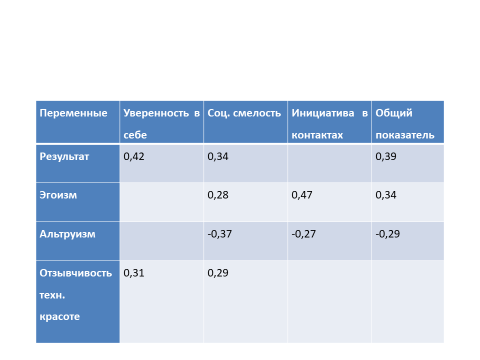 Переменные Уверенность в Соц. смелость Инициатива в Общий
себе контактах показатель
Результат 0,42 0,34 0,39
Эгоизм 0,28 0,47 0,34
Альтруизм -0,37 -0,27 -0,29
Отзывчивость 0,31 0,29
техн.
красоте